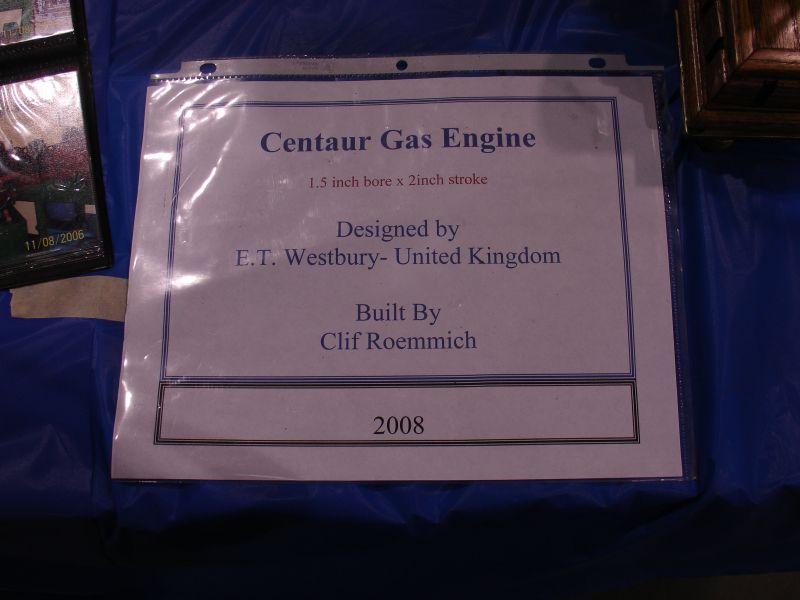 Centaur Gas Engine
1.5 inch bore x 2inch stroke
Designed by
E.T. Westbury- United Kingdom
Built By
Clif Roemmich
2008
11/08/2006